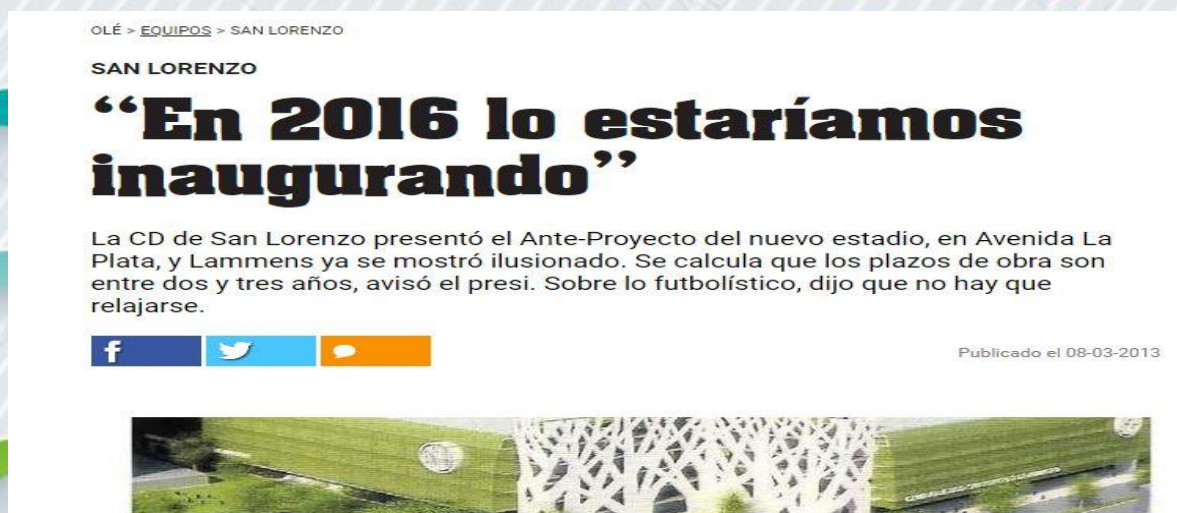 OLÉ > EQUIPOS > SAN LORENZO
SAN LORENZO
“En 2016 lo estaríamos
inaugurando”
La CD de San Lorenzo presentó el Ante-Proyecto del nuevo estadio, en Avenida La
Plata, y Lammens ya se mostró ilusionado. Se calcula que los plazos de obra son
entre dos y tres años, avisó el presi. Sobre lo futbolístico, dijo que no hay que
relajarse.
f
Publicado el 08-03-2013